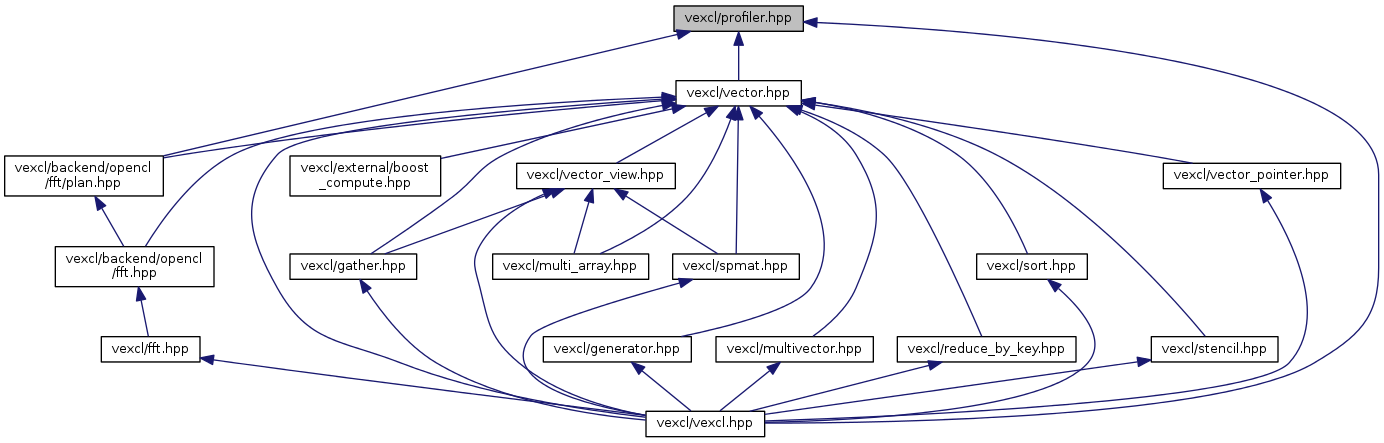 vexcl/profiler.hpp
vexcl/vector.hpp
vexcl/backend/opencl
/fft/plan.hpp
vexcl/external/boost
_compute.hpp
vexcl/vector_view.hpp
vexcl/vector_pointer.hpp
vexcl/backend/opencl
/fft.hpp
vexcl/gather.hpp
vexcl/multi_array.hpp
vexcl/spmat.hpp
vexcl/sort.hpp
vexcl/fft.hpp
vexcl/generator.hpp
vexcl/multivector.hpp
vexcl/reduce_by_key.hpp
vexcl/stencil.hpp
vexcl/vexcl.hpp